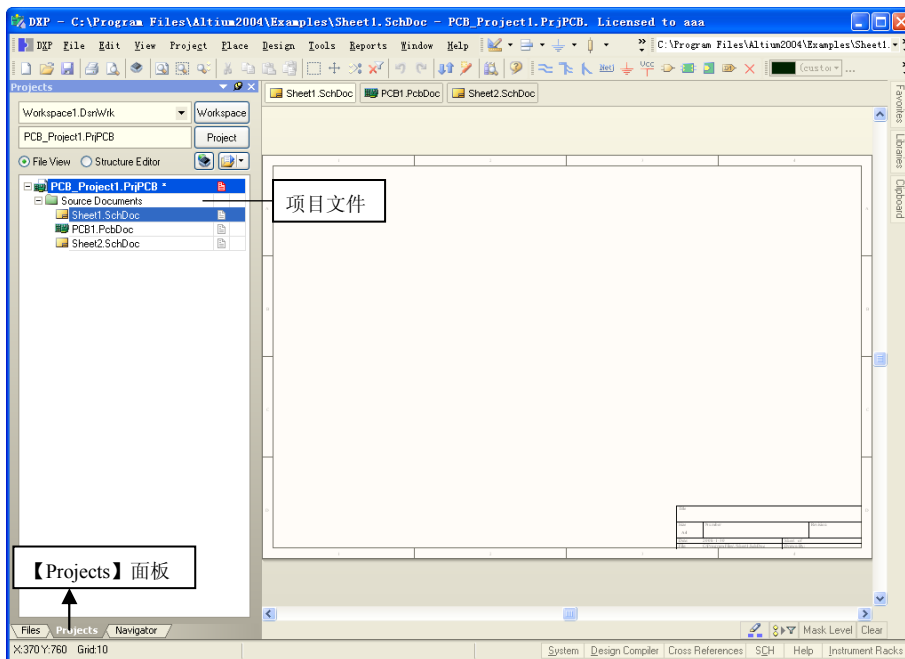 DXP - C:\Program Files\Altium2004\Examples\Sheet1.SchDoc - PCB_Project1.PrjPCB. Licensed to aaa
DXP File Edit View Project Place Design Tools Reports Window Help C:\Program Files\Altium2004\Examples\Sheet1.
Net VCC (custom ...
Projects
Sheet1.SchDoc PCB1.PcbDoc Sheet2.SchDoc
Workspace1.DsnWrk Workspace
PCB_Project1.PrjPCB Project
File View Structure Editor
PCB_Project1.PrjPCB *
Source Documents
Sheet1.SchDoc
PCB1.PcbDoc
Sheet2.SchDoc
项目文件
Favorites
Libraries
Clipboard
【Projects】面板
Files Projects Navigator
Mask Level Clear
X:370 Y:760 Grid:10
System Design Compiler Cross References SCH Help Instrument Racks